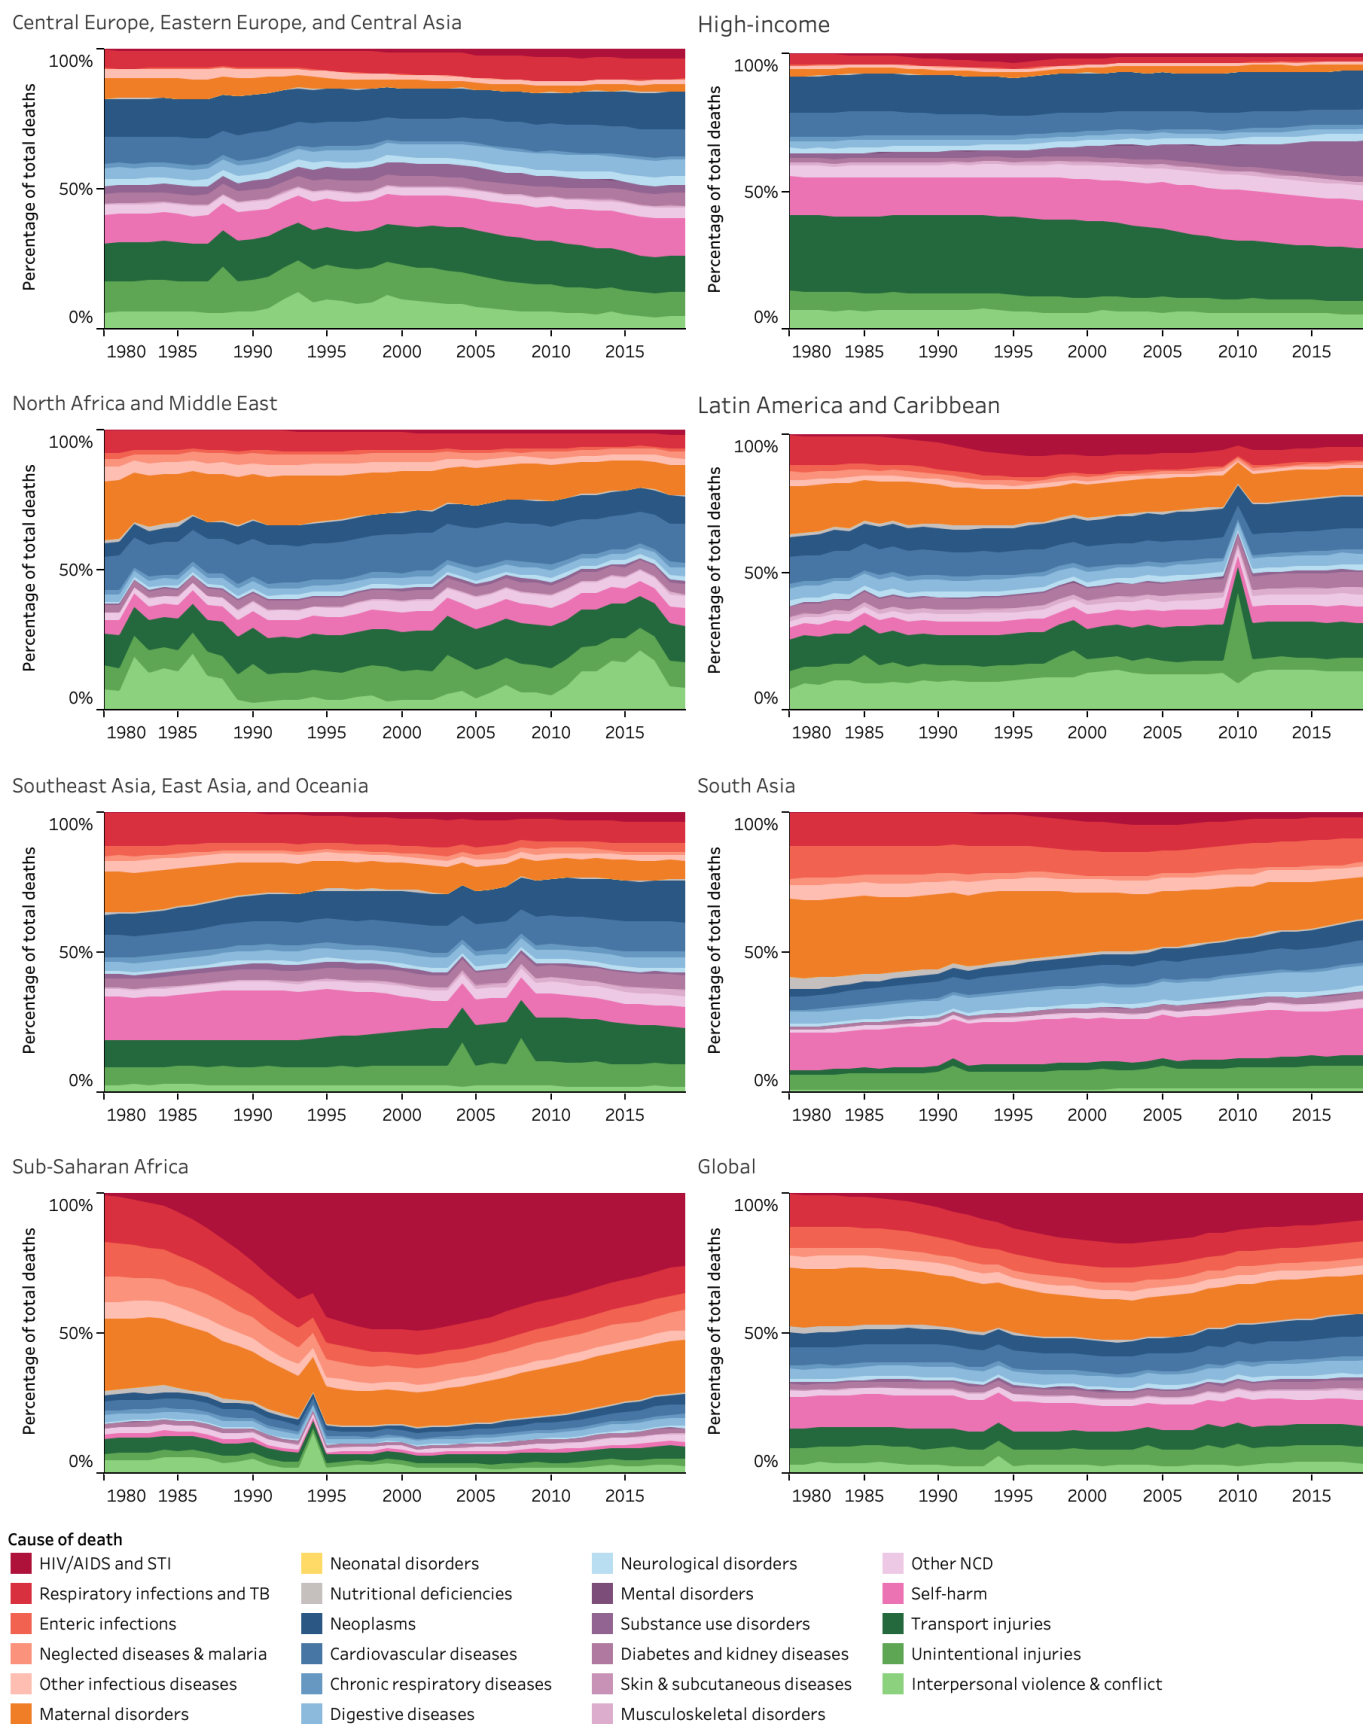 Central Europe, Eastern Europe, and Central Asia
Percentage of total deaths
100%
50%
0%
1980 1985 1990 1995 2000 2005 2010 2015
High-income
Percentage of total deaths
100%
50%
0%
1980 1985 1990 1995 2000 2005 2010 2015
North Africa and Middle East
Percentage of total deaths
100%
50%
0%
1980 1985 1990 1995 2000 2005 2010 2015
Latin America and Caribbean
Percentage of total deaths
100%
50%
0%
1980 1985 1990 1995 2000 2005 2010 2015
Southeast Asia, East Asia, and Oceania
Percentage of total deaths
100%
50%
0%
1980 1985 1990 1995 2000 2005 2010 2015
South Asia
Percentage of total deaths
100%
50%
0%
1980 1985 1990 1995 2000 2005 2010 2015
Sub-Saharan Africa
Percentage of total deaths
100%
50%
0%
1980 1985 1990 1995 2000 2005 2010 2015
Global
Percentage of total deaths
100%
50%
0%
1980 1985 1990 1995 2000 2005 2010 2015
Cause of death
HIV/AIDS and STI
Respiratory infections and TB
Enteric infections
Neglected diseases & malaria
Other infectious diseases
Maternal disorders
Neonatal disorders
Nutritional deficiencies
Neoplasms
Cardiovascular diseases
Chronic respiratory diseases
Digestive diseases
Neurological disorders
Mental disorders
Substance use disorders
Diabetes and kidney diseases
Skin & subcutaneous diseases
Musculoskeletal disorders
Other NCD
Self-harm
Transport injuries
Unintentional injuries
Interpersonal violence & conflict